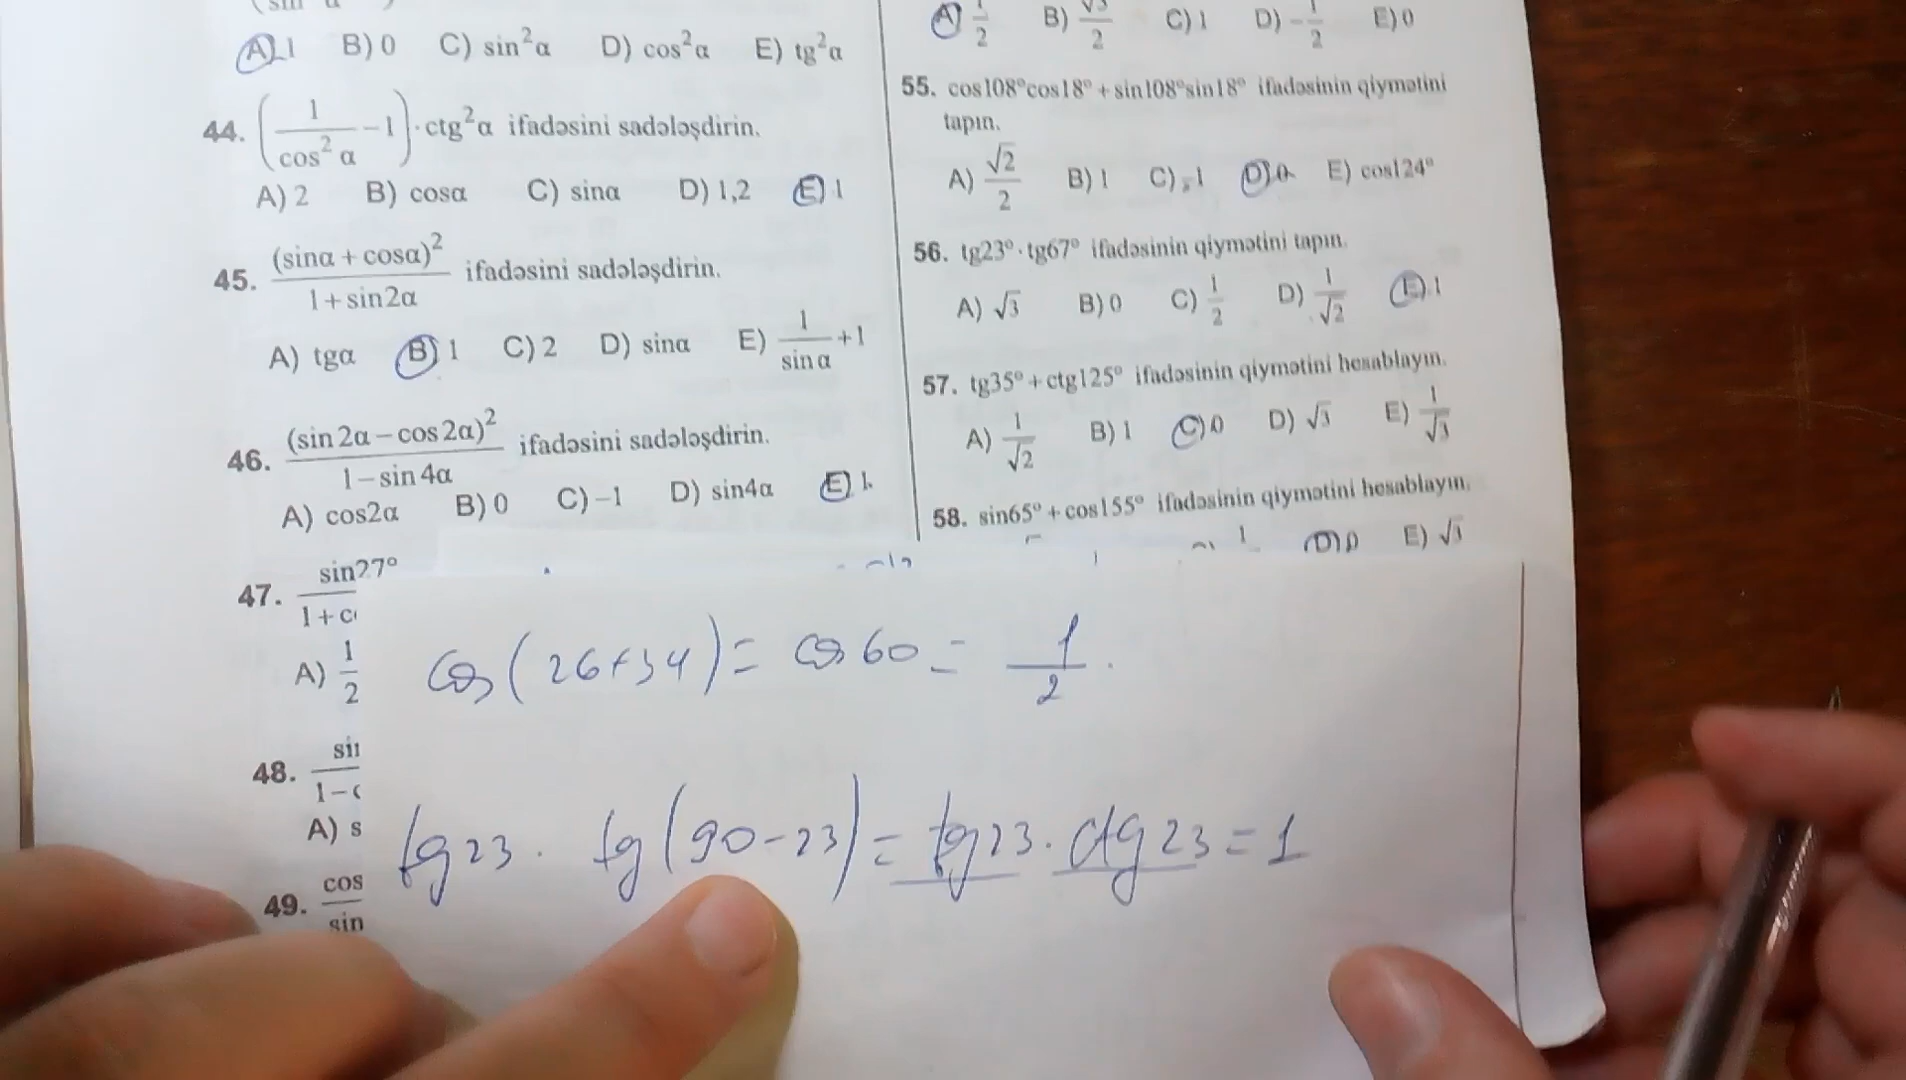 A) 1 B) 0 C) sin²α D) cos²α E) tg²α
44. (1/cos²α − 1) · ctg²α ifadəsini sadələşdirin.
A) 2 B) cosα C) sinα D) 1,2 E) 1
45. (sinα + cosα)²/(1 + sin2α) ifadəsini sadələşdirin.
A) tgα B) 1 C) 2 D) sinα E) 1/sinα + 1
46. (sin2α − cos2α)²/(1 − sin4α) ifadəsini sadələşdirin.
A) cos2α B) 0 C) −1 D) sin4α E) 1
47. sin27°
1 + c
A) 1/2
48. sin
1 −
A) s
49. cos
sin
A) 1/2 B) √3/2 C) 1 D) −1/2 E) 0
55. cos108°cos18° + sin108°sin18° ifadəsinin qiymətini
tapın.
A) √2/2 B) 1 C) -1 D) 0 E) cos124°
56. tg23° · tg67° ifadəsinin qiymətini tapın.
A) √3 B) 0 C) 1/2 D) 1/√2 E) 1
57. tg35° + ctg125° ifadəsinin qiymətini hesablayın.
A) 1/√2 B) 1 C) 0 D) √3 E) 1/√3
58. sin65° + cos155° ifadəsinin qiymətini hesablayın.
D) 0 E) √3
cos(26+34) = cos60 = 1/2.
tg23 · tg(90−23) = tg23 · ctg23 = 1